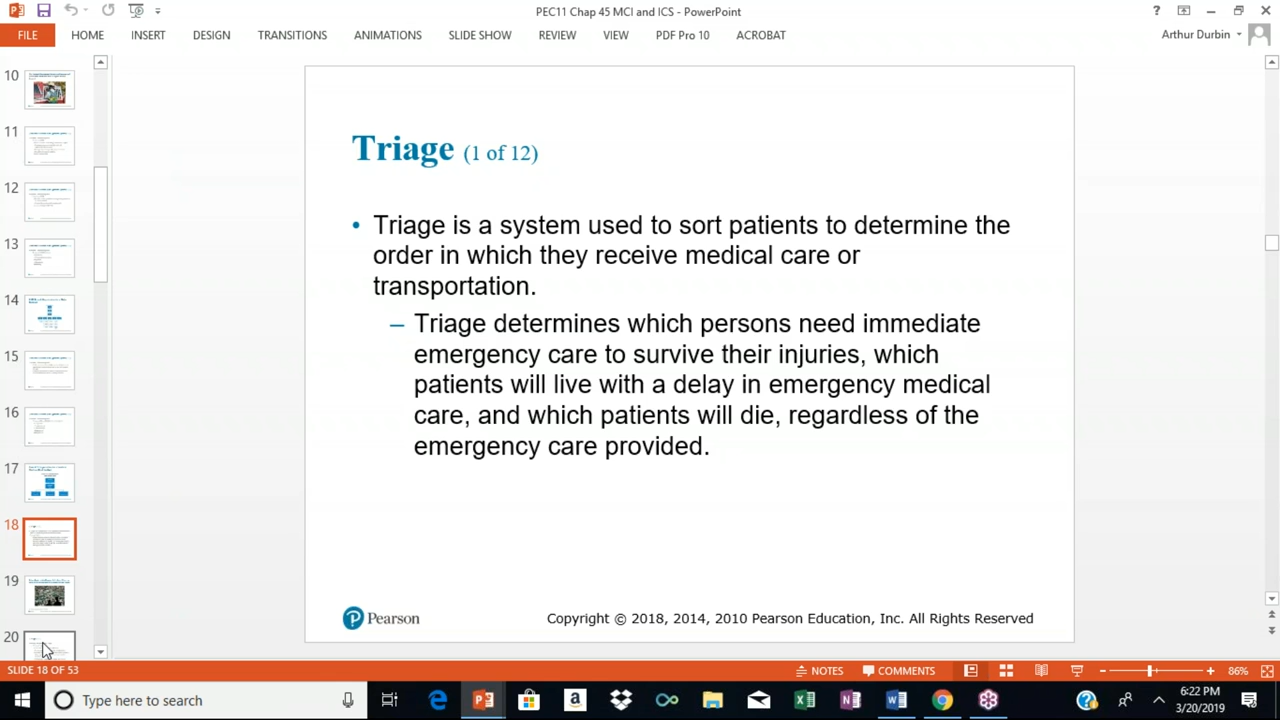 PEC11 Chap 45 MCI and ICS - PowerPoint
?
FILE HOME INSERT DESIGN TRANSITIONS ANIMATIONS SLIDE SHOW REVIEW VIEW PDF Pro 10 ACROBAT Arthur Durbin
10
11
12
13
14
15
16
17
18
19
20
Triage (1 of 12)
• Triage is a system used to sort patients to determine the
order in which they receive medical care or
transportation.
– Triage determines which persons need immediate
emergency care to survive their injuries, which
patients will live with a delay in emergency medical
care, and which patients will die, regardless of the
emergency care provided.
Pearson
Copyright © 2018, 2014, 2010 Pearson Education, Inc. All Rights Reserved
SLIDE 18 OF 53 NOTES COMMENTS 86%
Type here to search
6:22 PM
3/20/2019